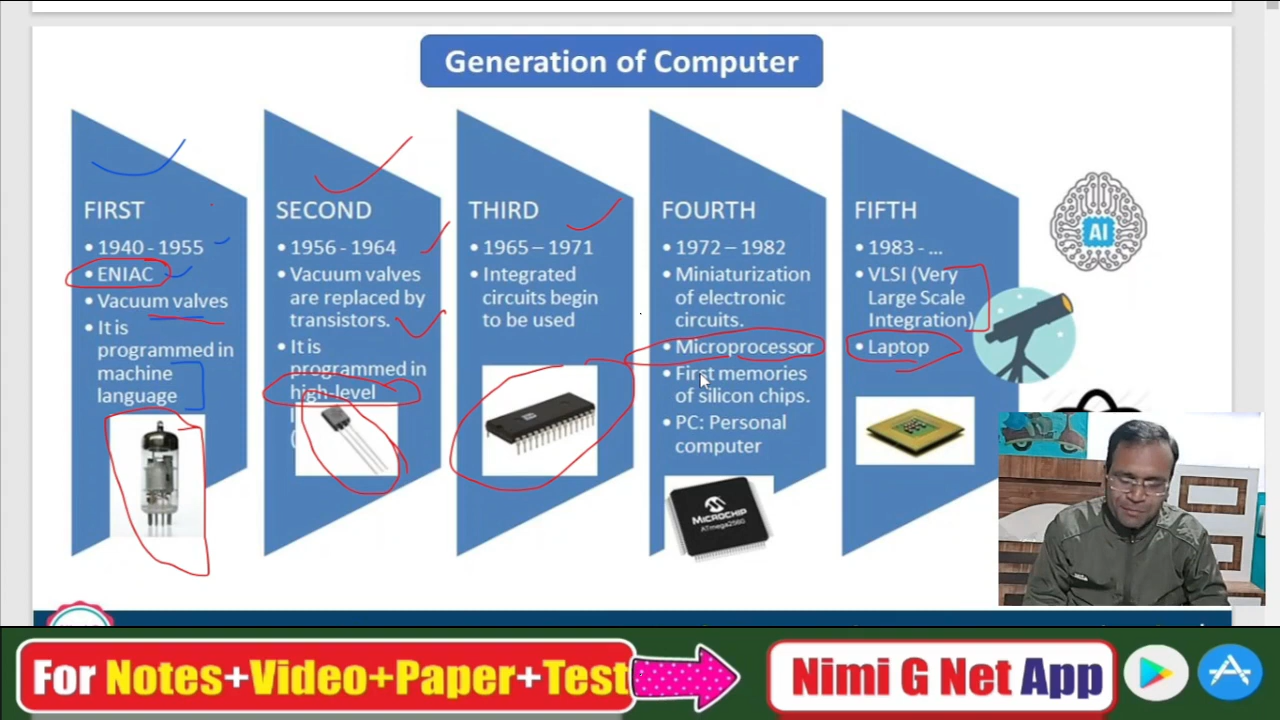 Generation of Computer
FIRST
• 1940 - 1955
• ENIAC
• Vacuum valves
• It is
programmed in
machine
language
SECOND
• 1956 - 1964
• Vacuum valves
are replaced by
transistors.
• It is
programmed in
high-level
THIRD
• 1965 – 1971
• Integrated
circuits begin
to be used
FOURTH
• 1972 – 1982
• Miniaturization
of electronic
circuits.
• Microprocessor
• First memories
of silicon chips.
• PC: Personal
computer
MICROCHIP
ATmega2560
FIFTH
• 1983 - ...
• VLSI (Very
Large Scale
Integration)
• Laptop
AI
For Notes+Video+Paper+Test
Nimi G Net App